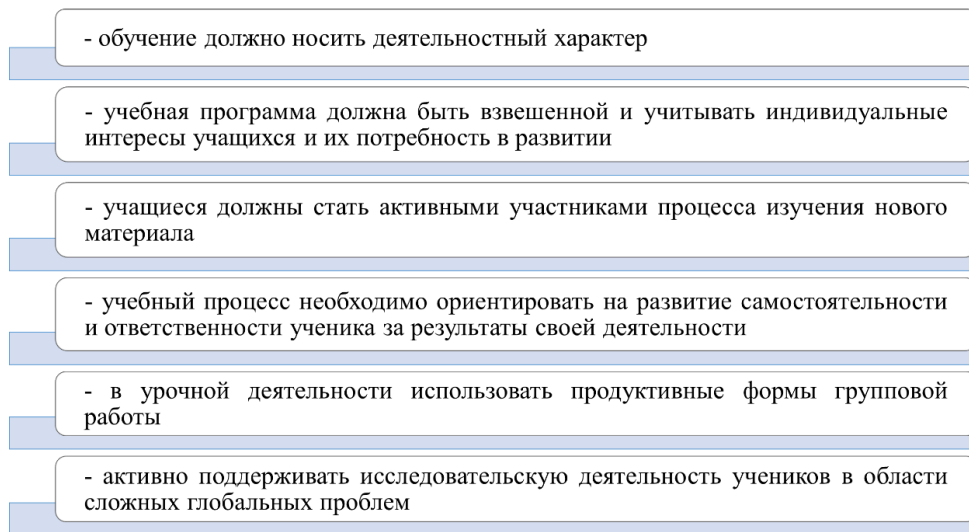 - обучение должно носить деятельностный характер
- учебная программа должна быть взвешенной и учитывать индивидуальные
интересы учащихся и их потребность в развитии
- учащиеся должны стать активными участниками процесса изучения нового
материала
- учебный процесс необходимо ориентировать на развитие самостоятельности
и ответственности ученика за результаты своей деятельности
- в урочной деятельности использовать продуктивные формы групповой
работы
- активно поддерживать исследовательскую деятельность учеников в области
сложных глобальных проблем